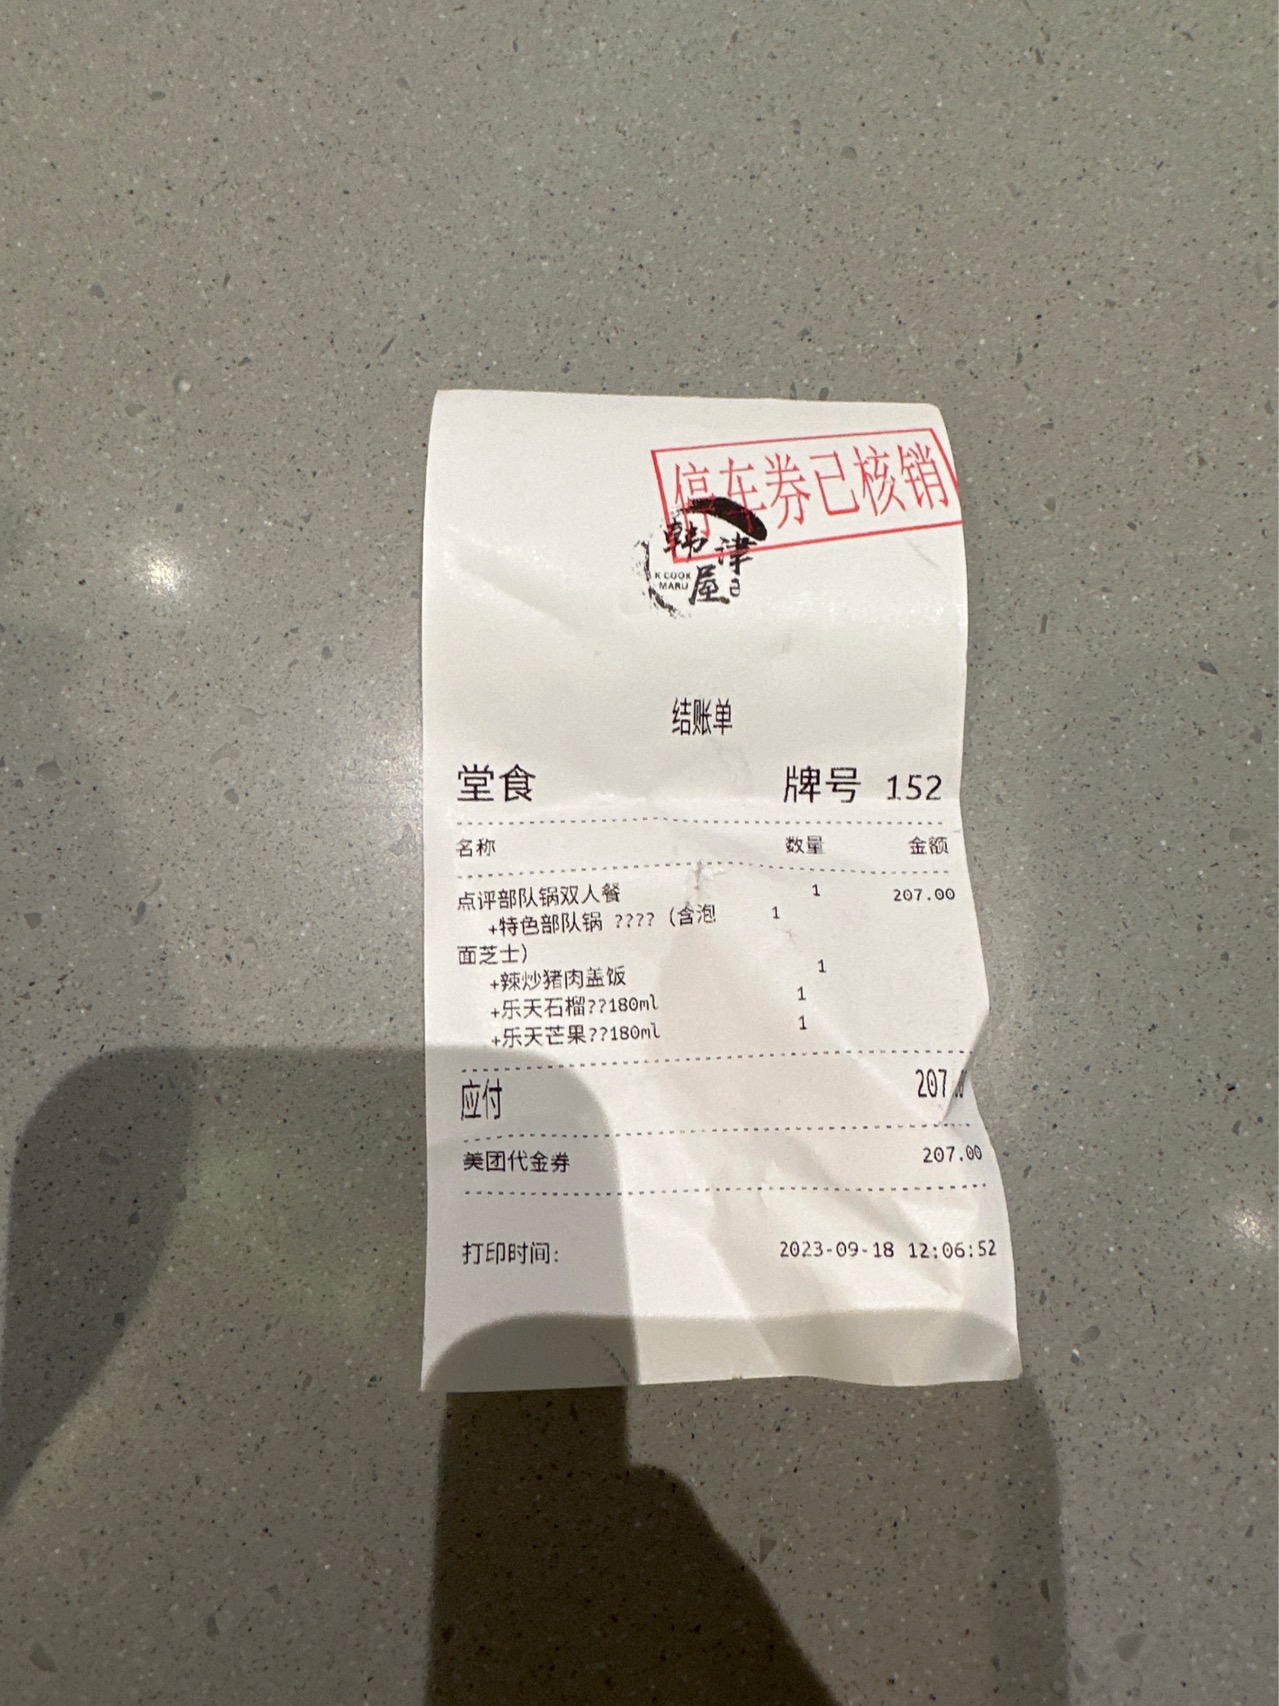 停车券已核销
韩津屋
K COOK
MARU
结账单
堂食 牌号 152
名称 数量 金额
点评部队锅双人餐 1 207.00
+特色部队锅 ????（含泡 1
面芝士）
+辣炒猪肉盖饭 1
+乐天石榴??180ml 1
+乐天芒果??180ml 1
应付 207.0
美团代金券 207.00
打印时间: 2023-09-18 12:06:52